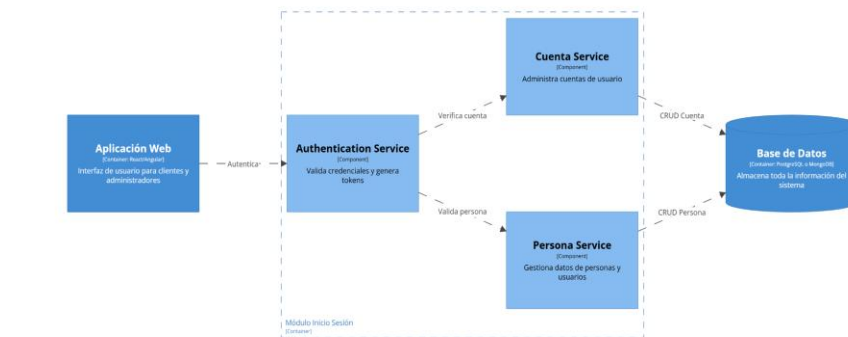 Aplicación Web
[Container: React/Angular]
Interfaz de usuario para clientes y
administradores
Autentica
Authentication Service
[Component]
Valida credenciales y genera
tokens
Verifica cuenta
Valida persona
Cuenta Service
[Component]
Administra cuentas de usuario
Persona Service
[Component]
Gestiona datos de personas y
usuarios
CRUD Cuenta
CRUD Persona
Base de Datos
[Container: PostgreSQL o MongoDB]
Almacena toda la información del
sistema
Módulo Inicio Sesión
[Container]